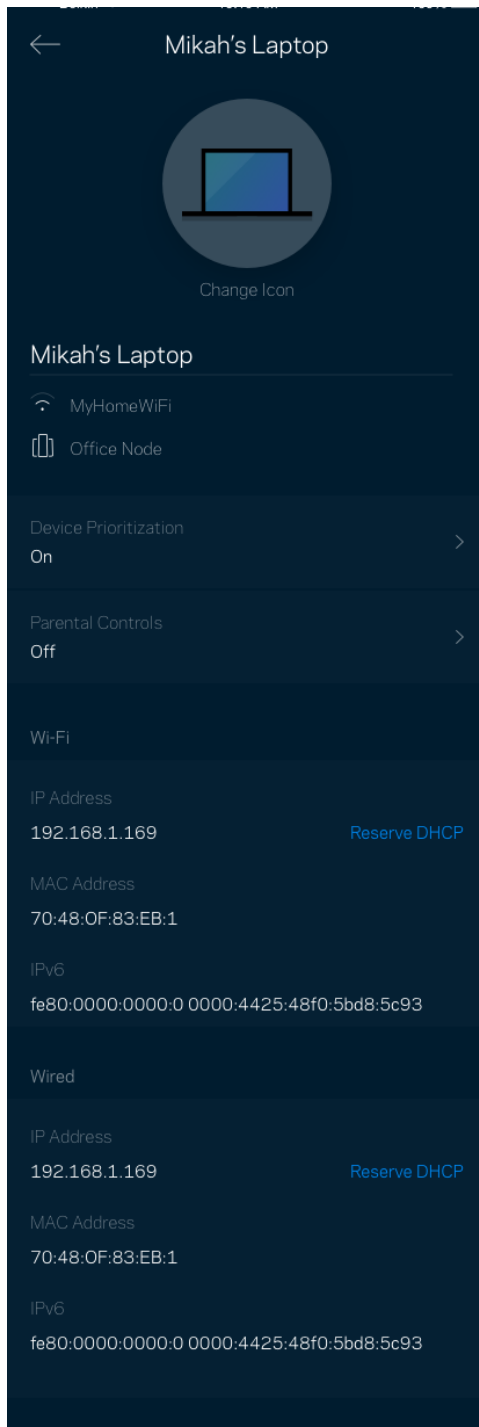 Mikah's Laptop
Change Icon
Mikah's Laptop
MyHomeWiFi
Office Node
Device Prioritization
On
Parental Controls
Off
Wi-Fi
IP Address
192.168.1.169 Reserve DHCP
MAC Address
70:48:0F:83:EB:1
IPv6
fe80:0000:0000:0 0000:4425:48f0:5bd8:5c93
Wired
IP Address
192.168.1.169 Reserve DHCP
MAC Address
70:48:0F:83:EB:1
IPv6
fe80:0000:0000:0 0000:4425:48f0:5bd8:5c93